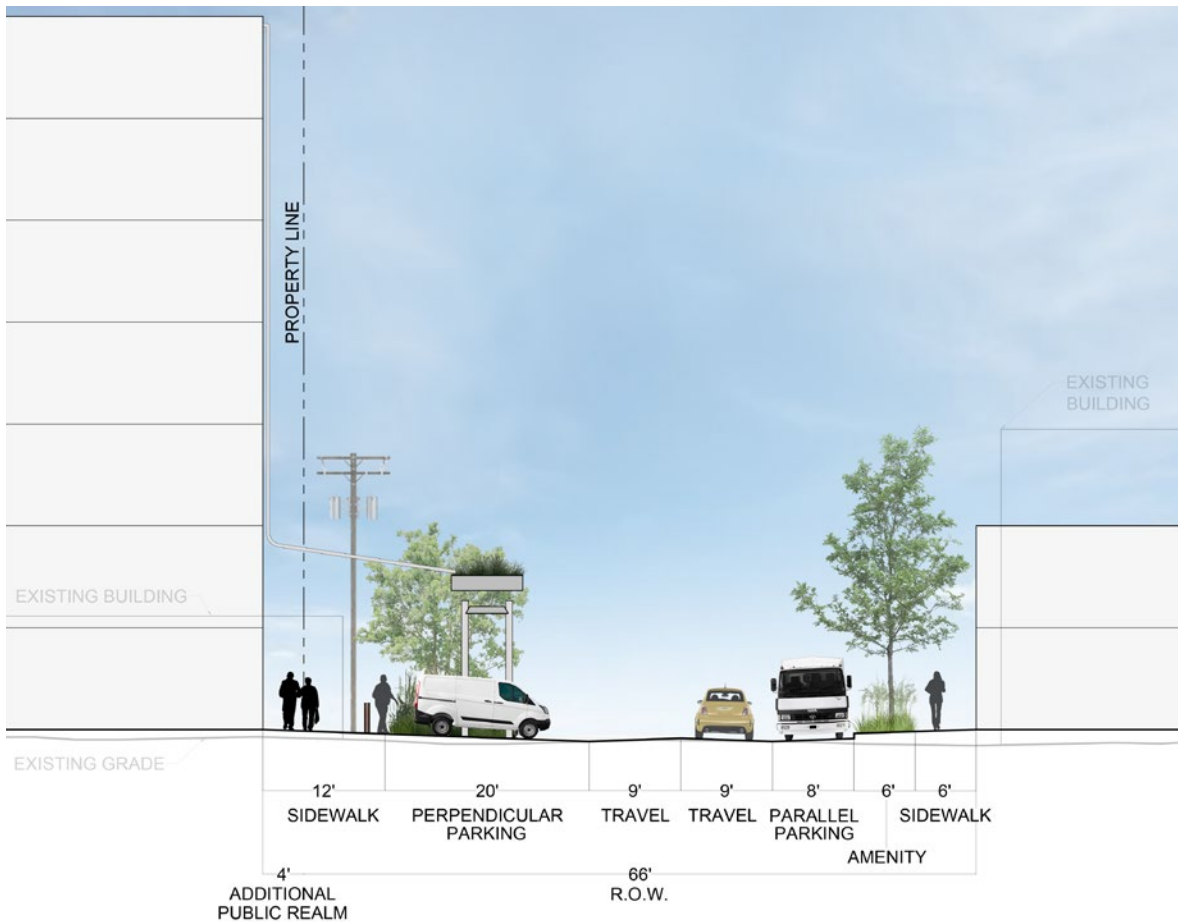 PROPERTY LINE
EXISTING
BUILDING
EXISTING BUILDING
EXISTING GRADE
12'
SIDEWALK
20'
PERPENDICULAR
PARKING
9'
TRAVEL
9'
TRAVEL
8'
PARALLEL
PARKING
6'
AMENITY
6'
SIDEWALK
4'
ADDITIONAL
PUBLIC REALM
66'
R.O.W.